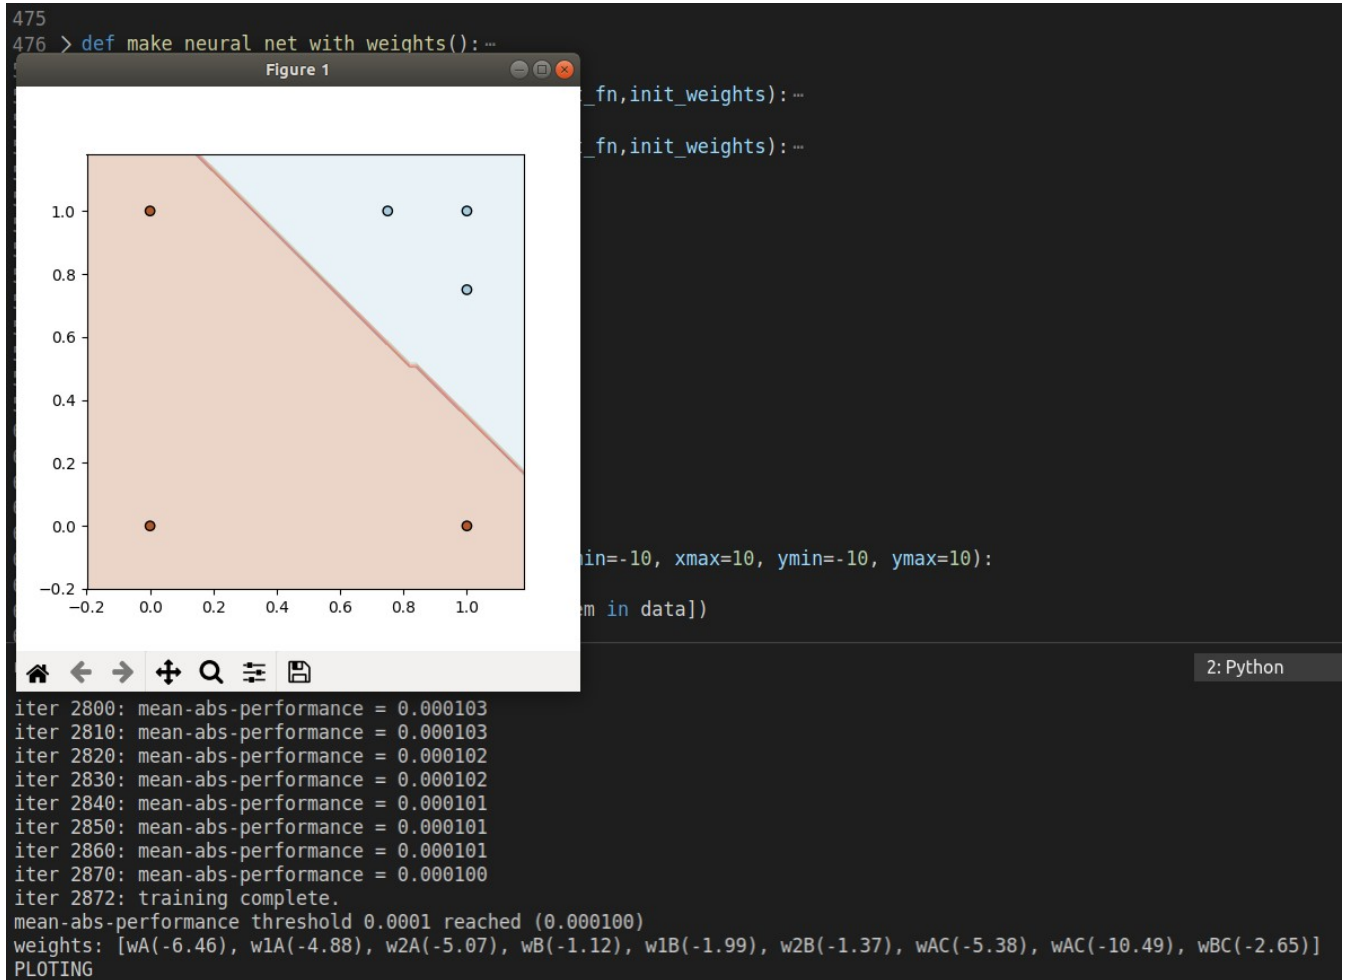 475
476 > def make neural net with weights():…
Figure 1
_fn,init_weights):…
_fn,init_weights):…
1.0
0.8
0.6
0.4
0.2
0.0
−0.2
−0.2 0.0 0.2 0.4 0.6 0.8 1.0
in=-10, xmax=10, ymin=-10, ymax=10):
m in data])
2: Python
iter 2800: mean-abs-performance = 0.000103
iter 2810: mean-abs-performance = 0.000103
iter 2820: mean-abs-performance = 0.000102
iter 2830: mean-abs-performance = 0.000102
iter 2840: mean-abs-performance = 0.000101
iter 2850: mean-abs-performance = 0.000101
iter 2860: mean-abs-performance = 0.000101
iter 2870: mean-abs-performance = 0.000100
iter 2872: training complete.
mean-abs-performance threshold 0.0001 reached (0.000100)
weights: [wA(-6.46), w1A(-4.88), w2A(-5.07), wB(-1.12), w1B(-1.99), w2B(-1.37), wAC(-5.38), wAC(-10.49), wBC(-2.65)]
PLOTING